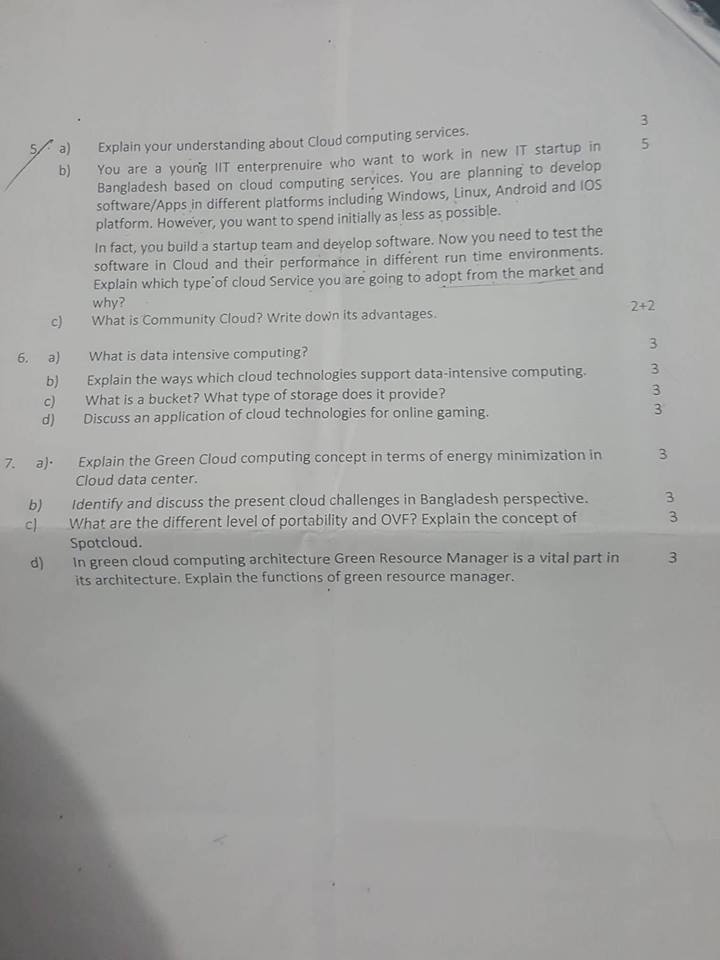 5. a) Explain your understanding about Cloud computing services. 3
b) You are a young IIT enterprenuire who want to work in new IT startup in 5
Bangladesh based on cloud computing services. You are planning to develop
software/Apps in different platforms including Windows, Linux, Android and IOS
platform. However, you want to spend initially as less as possible.
In fact, you build a startup team and develop software. Now you need to test the
software in Cloud and their performance in different run time environments.
Explain which type of cloud Service you are going to adopt from the market and
why?
c) What is Community Cloud? Write down its advantages. 2+2
6. a) What is data intensive computing? 3
b) Explain the ways which cloud technologies support data-intensive computing. 3
c) What is a bucket? What type of storage does it provide? 3
d) Discuss an application of cloud technologies for online gaming. 3
7. a) Explain the Green Cloud computing concept in terms of energy minimization in 3
Cloud data center.
b) Identify and discuss the present cloud challenges in Bangladesh perspective. 3
c) What are the different level of portability and OVF? Explain the concept of 3
Spotcloud.
d) In green cloud computing architecture Green Resource Manager is a vital part in 3
its architecture. Explain the functions of green resource manager.